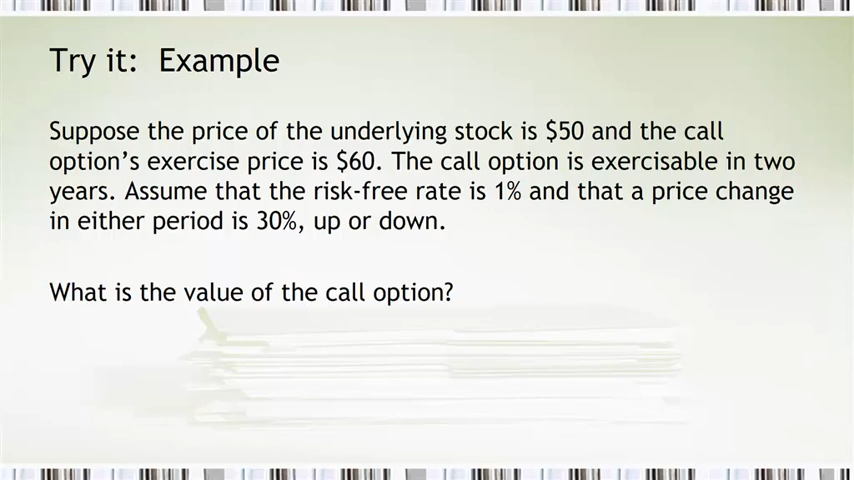 Try it:  Example
Suppose the price of the underlying stock is $50 and the call
option’s exercise price is $60. The call option is exercisable in two
years. Assume that the risk-free rate is 1% and that a price change
in either period is 30%, up or down.
What is the value of the call option?